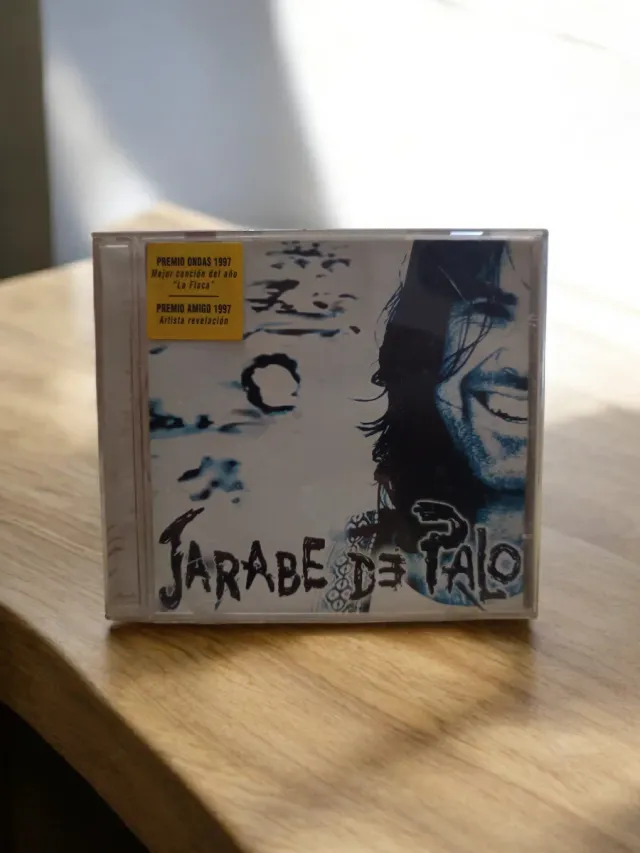 PREMIO ONDAS 1997
Mejor canción del año
"La Flaca"
PREMIO AMIGO 1997
Artista revelación
JARABE DE PALO